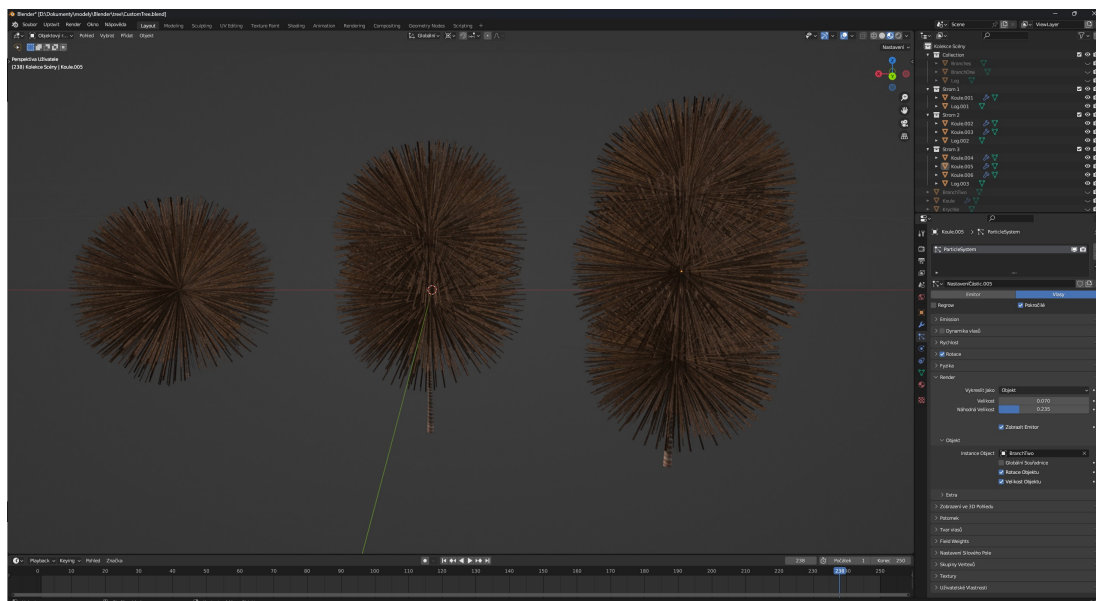 Blender* [D:\Dokumenty\modely\Blender\tree\CustomTree.blend]
Soubor Upravit Render Okno Nápověda Layout Modeling Sculpting UV Editing Texture Paint Shading Animation Rendering Compositing Geometry Nodes Scripting + Scene ViewLayer
Objektový r... Pohled Vybrat Přidat Objekt Globální
Nastavení
Perspektiva Uživatele
(238) Kolekce Scény | Koule.005
Kolekce Scény
Collection
Branches
BranchOne
Log
Strom 1
Koule.001
Log.001
Strom 2
Koule.002
Koule.003
Log.002
Strom 3
Koule.004
Koule.005
Koule.006
Log.003
BranchTwo
Koule
Krychle
Koule.005 > ParticleSystem
ParticleSystem
NastaveníČástic.005
Emitor Vlasy
Regrow Pokročilé
Emission
Dynamika vlasů
Rychlost
Rotace
Fyzika
Render
Vykreslit jako Objekt
Velikost 0.070
Náhodná Velikost 0.235
Zobrazit Emitor
Objekt
Instance Object BranchTwo
Globální Souřadnice
Rotace Objektu
Velikost Objektu
Extra
Zobrazení ve 3D Pohledu
Potomek
Tvar vlasů
Field Weights
Nastavení Silového Pole
Skupiny Vertexů
Textury
Uživatelské Vlastnosti
Playback Keying Pohled Značka 238 Počátek 1 Konec 250
0 10 20 30 40 50 60 70 80 90 100 110 120 130 140 150 160 170 180 190 200 210 220 230 238 240 250